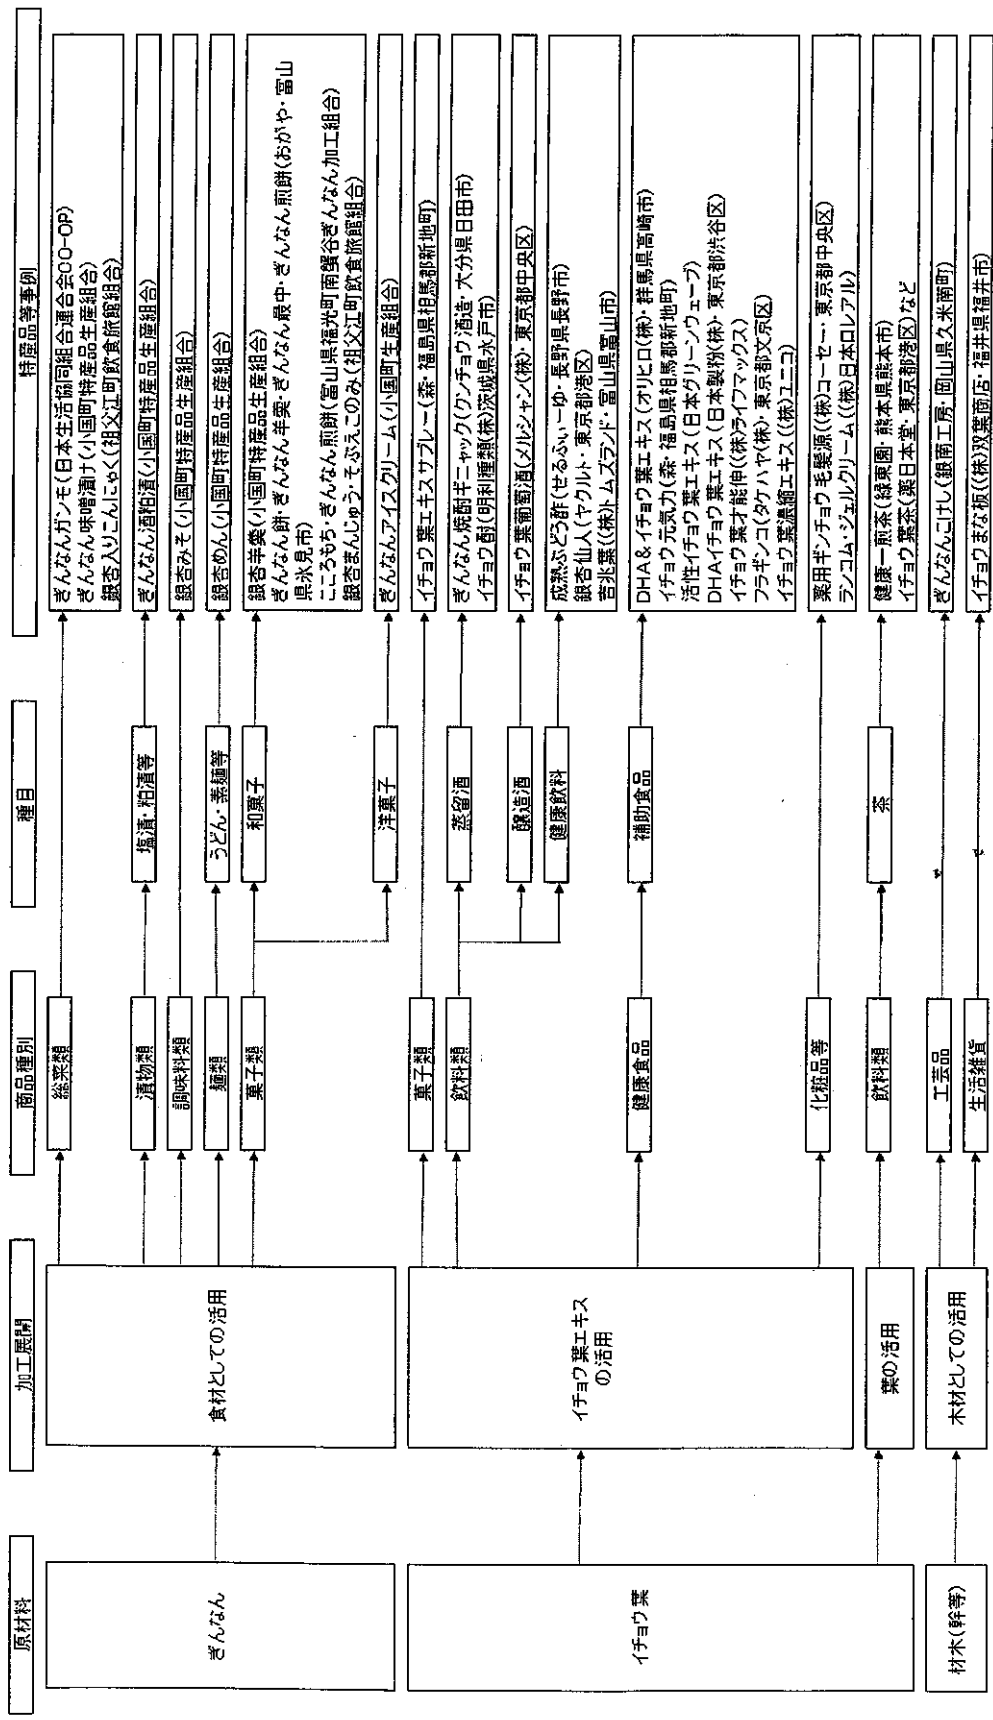 原材料
加工展開
商品種別
種目
特産品等事例
ぎんなん
食材としての活用
総菜類
ぎんなんガンモ(日本生活協同組合連合会CO-OP)
ぎんなん味噌漬け(小国町特産品生産組合)
銀杏入りこんにゃく(祖父江町飲食旅館組合)
漬物類
塩漬・粕漬等
ぎんなん酒粕漬(小国町特産品生産組合)
調味料類
銀杏みそ(小国町特産品生産組合)
麺類
うどん・素麺等
銀杏めん(小国町特産品生産組合)
菓子類
和菓子
銀杏羊羹(小国町特産品生産組合)
ぎんなん餅・ぎんなん羊羹・ぎんなん最中・ぎんなん煎餅(おがや・富山
県氷見市)
こころもち・ぎんなん煎餅(富山県福光町南蟹谷ぎんなん加工組合)
銀杏まんじゅう・そぶえこのみ(祖父江町飲食旅館組合)
洋菓子
ぎんなんアイスクリーム(小国町生産組合)
イチョウ葉
イチョウ葉エキス
の活用
菓子類
イチョウ葉エキスサブレー(森・福島県相馬郡新地町)
飲料類
蒸留酒
ぎんなん焼酎ギニャック(クンチョウ酒造・大分県日田市)
イチョウ酎(明利種類(株)茨城県水戸市)
醸造酒
イチョウ葉葡萄酒(メルシャン(株)・東京都中央区)
健康飲料
成熟ぶどう酢(せるふぃーゆ・長野県長野市)
銀杏仙人(ヤクルト・東京都港区)
吉兆葉((株)トムズランド・富山県富山市)
健康食品
補助食品
DHA&イチョウ葉エキス(オリヒロ(株)・群馬県高崎市)
イチョウ元気力(森・福島県相馬郡新地町)
活性イチョウ葉エキス(日本グリーンウェーブ)
DHAイチョウ葉エキス(日本製粉(株)・東京都渋谷区)
イチョウ葉才能伸((株)ライフマックス)
フラギンコ(タケハヤ(株)・東京都文京区)
イチョウ葉濃縮エキス((株)ユニコ)
化粧品等
薬用ギンチョウ毛髪源((株)コーセー・東京都中央区)
ランコム・ジェルクリーム((株)日本ロレアル)
葉の活用
飲料類
茶
健康一煎茶(緑東園・熊本県熊本市)
イチョウ葉茶(薬日本堂・東京都港区)など
材木(幹等)
木材としての活用
工芸品
ぎんなんこけし(銀南工房・岡山県久米南町)
生活雑貨
イチョウまな板((株)双葉商店・福井県福井市)